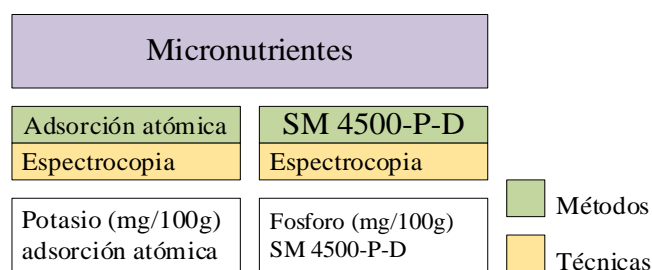 Micronutrientes
Adsorción atómica
SM 4500-P-D
Espectrocopia
Espectrocopia
Potasio (mg/100g)
adsorción atómica
Fosforo (mg/100g)
SM 4500-P-D
Métodos
Técnicas